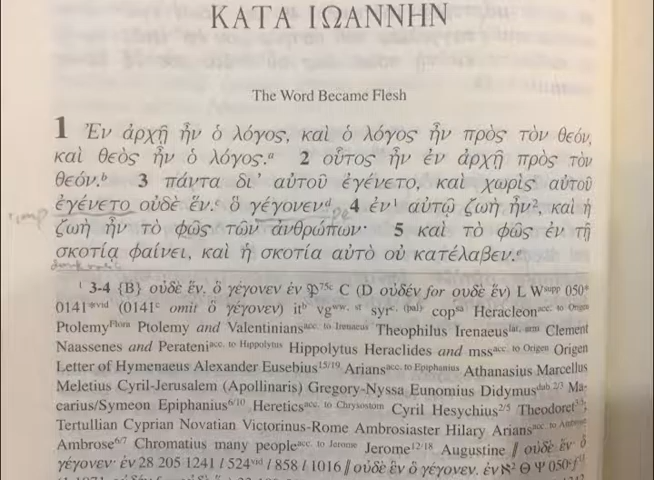 ΚΑΤΑ ΙΩΑΝΝΗΝ
The Word Became Flesh
1 Ἐν ἀρχῇ ἦν ὁ λόγος, καὶ ὁ λόγος ἦν πρὸς τὸν θεόν,
καὶ θεὸς ἦν ὁ λόγος.a 2 οὗτος ἦν ἐν ἀρχῇ πρὸς τὸν
θεόν.b 3 πάντα δι’ αὐτοῦ ἐγένετο, καὶ χωρὶς αὐτοῦ
ἐγένετο οὐδὲ ἕν.c ὃ γέγονενd 4 ἐν1 αὐτῷ ζωὴ ἦν2, καὶ ἡ
ζωὴ ἦν τὸ φῶς τῶν ἀνθρώπων· 5 καὶ τὸ φῶς ἐν τῇ
σκοτίᾳ φαίνει, καὶ ἡ σκοτία αὐτὸ οὐ κατέλαβεν.e
1 3-4 {B} οὐδὲ ἕν. ὃ γέγονεν ἐν 𝔓75c C (D οὐδέν for ουδὲ ἕν) L Wsupp 050*
0141*vid (0141c omit ὃ γέγονεν) itb vgww, st syrc, (pal) copsa Heracleonacc. to Origen
PtolemyFlora Ptolemy and Valentiniansacc. to Irenaeus Theophilus Irenaeuslat, arm Clement
Naassenes and Perateniacc. to Hippolytus Hippolytus Heraclides and mssacc. to Origen Origen
Letter of Hymenaeus Alexander Eusebius15/19 Ariansacc. to Epiphanius Athanasius Marcellus
Meletius Cyril-Jerusalem (Apollinaris) Gregory-Nyssa Eunomius Didymusdub 2/3 Ma-
carius/Symeon Epiphanius6/10 Hereticsacc. to Chrysostom Cyril Hesychius2/5 Theodoret
Tertullian Cyprian Novatian Victorinus-Rome Ambrosiaster Hilary Ariansacc. to Ambrose
Ambrose6/7 Chromatius many peopleacc. to Jerome Jerome12/18 Augustine // οὐδὲ ἕν· ὃ
γέγονεν· ἐν 28 205 1241 l 524vid l 858 l 1016 // οὐδὲ ἓν ὃ γέγονεν. ἐν ℵ2 Θ Ψ 050c